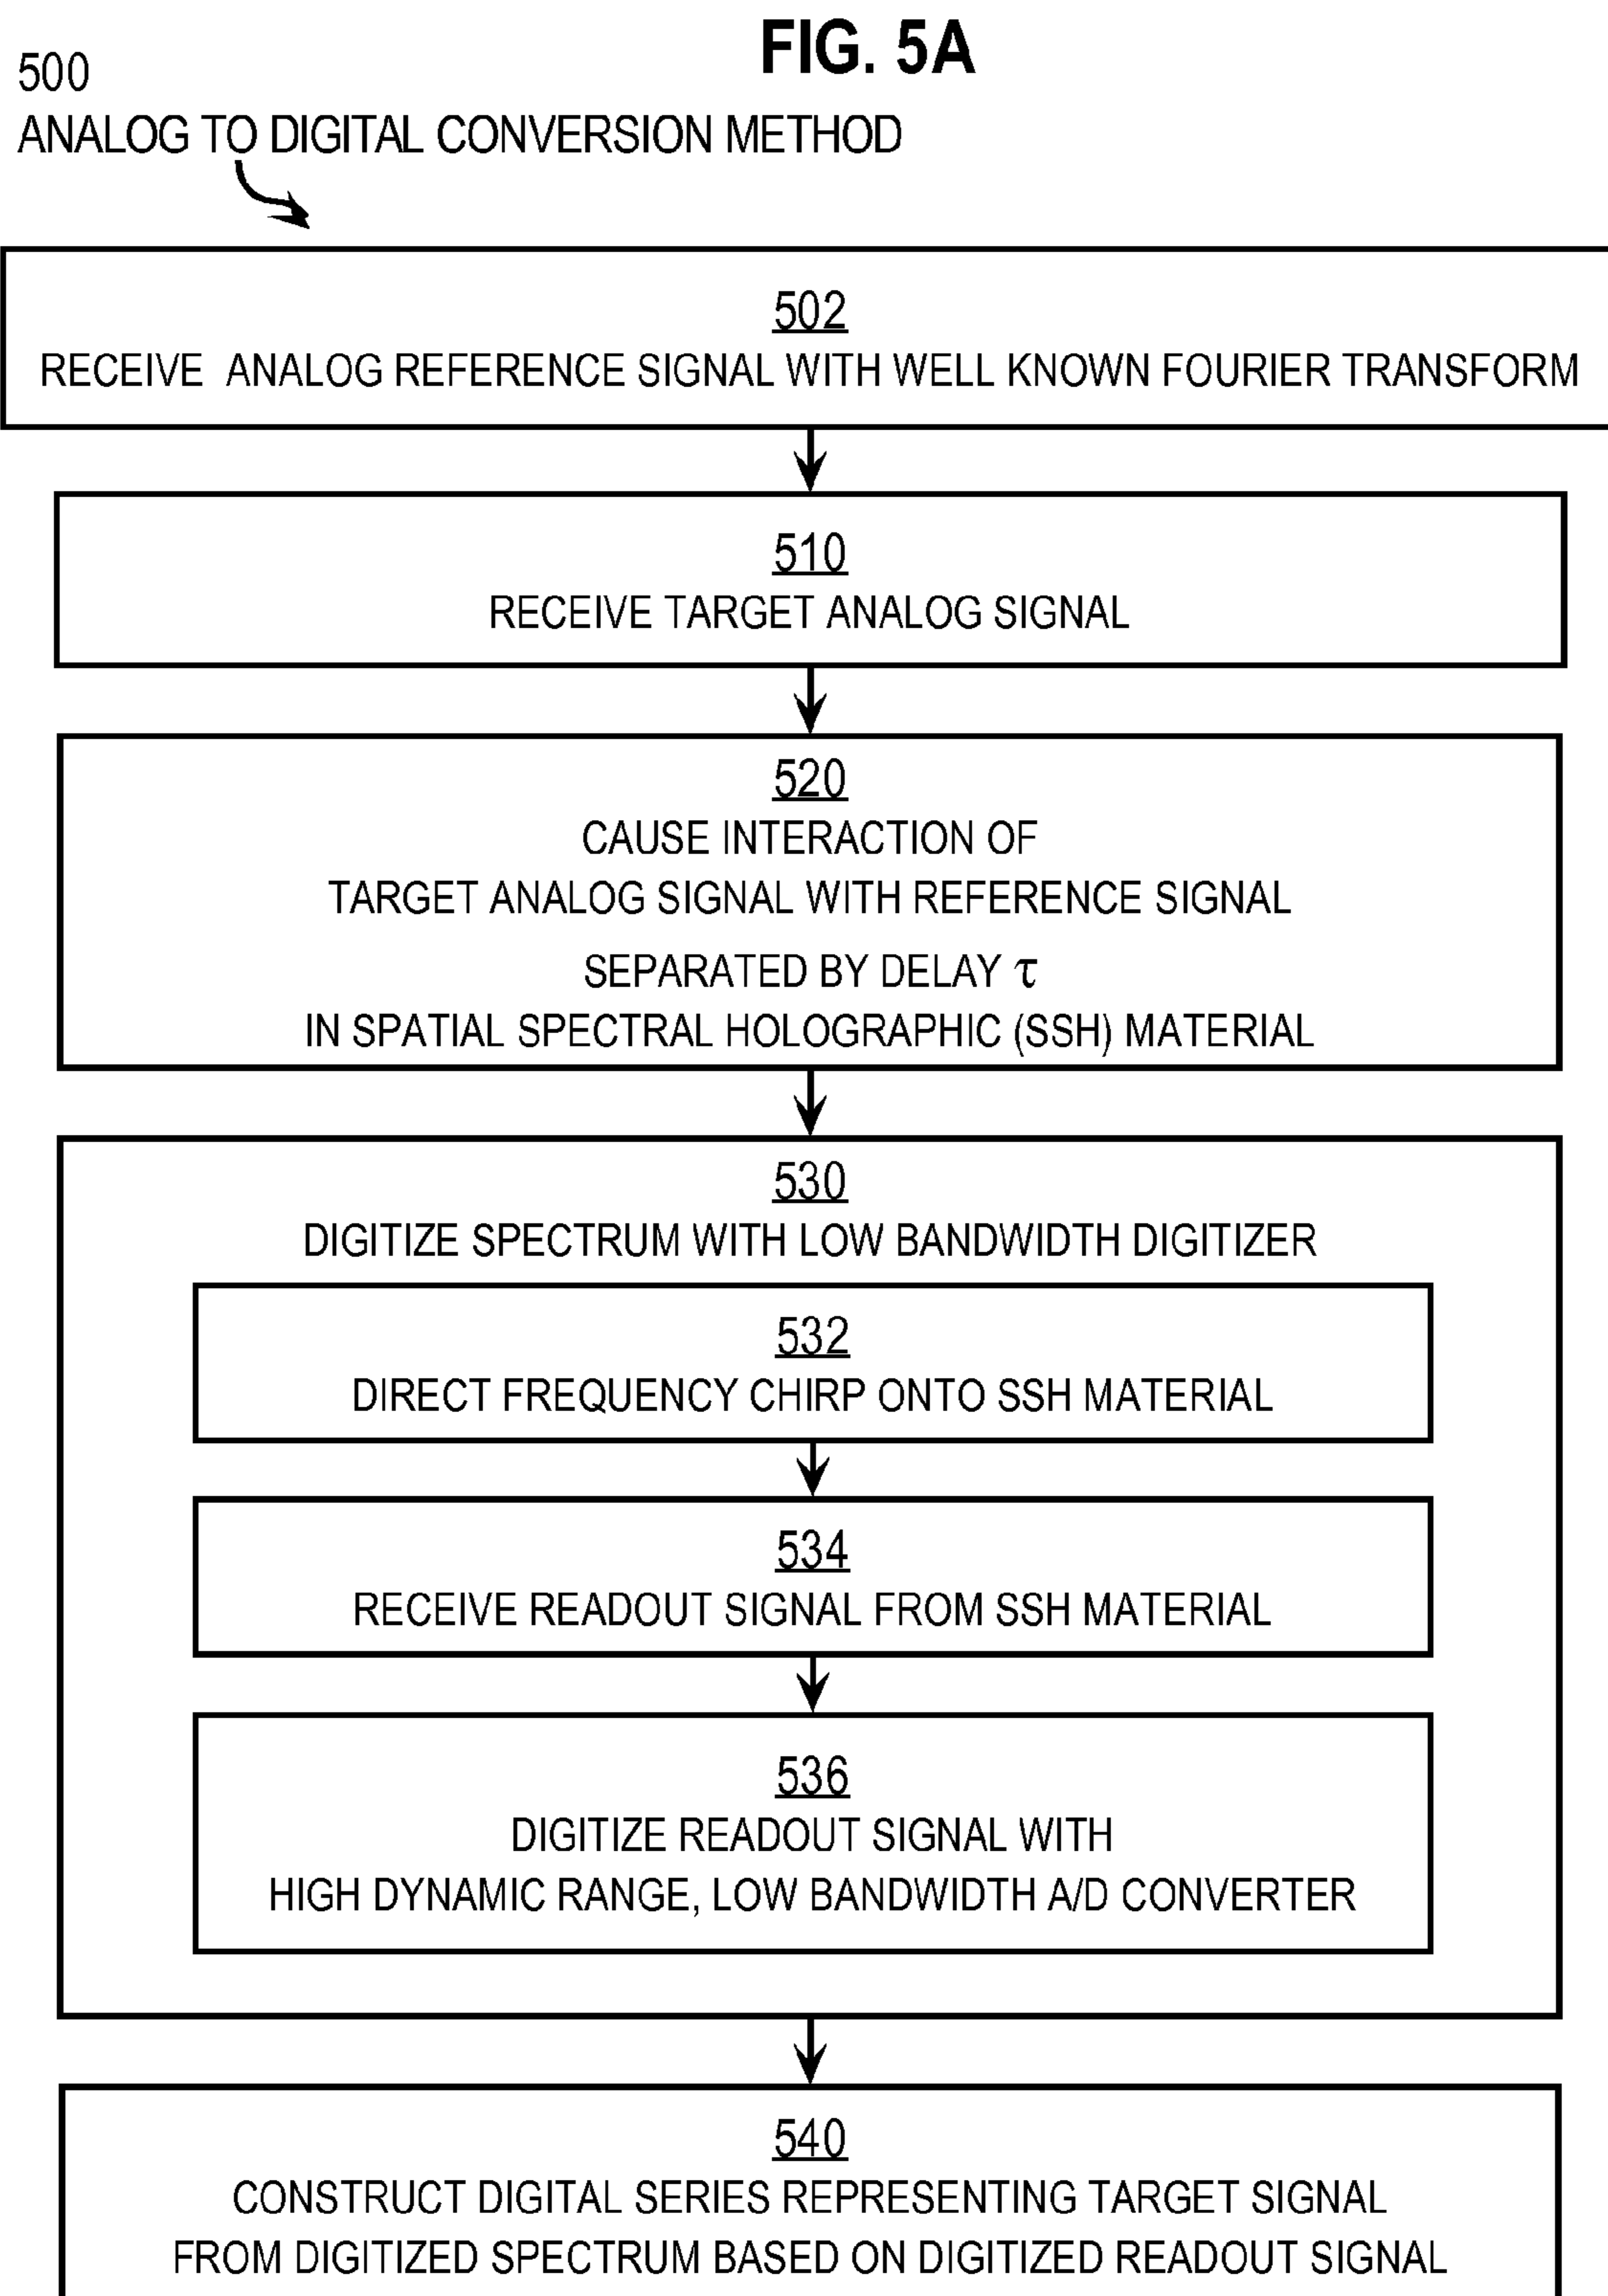 FIG. 5A
500
ANALOG TO DIGITAL CONVERSION METHOD
502
RECEIVE ANALOG REFERENCE SIGNAL WITH WELL KNOWN FOURIER TRANSFORM
510
RECEIVE TARGET ANALOG SIGNAL
520
CAUSE INTERACTION OF
TARGET ANALOG SIGNAL WITH REFERENCE SIGNAL
SEPARATED BY DELAY τ
IN SPATIAL SPECTRAL HOLOGRAPHIC (SSH) MATERIAL
530
DIGITIZE SPECTRUM WITH LOW BANDWIDTH DIGITIZER
532
DIRECT FREQUENCY CHIRP ONTO SSH MATERIAL
534
RECEIVE READOUT SIGNAL FROM SSH MATERIAL
536
DIGITIZE READOUT SIGNAL WITH
HIGH DYNAMIC RANGE, LOW BANDWIDTH A/D CONVERTER
540
CONSTRUCT DIGITAL SERIES REPRESENTING TARGET SIGNAL
FROM DIGITIZED SPECTRUM BASED ON DIGITIZED READOUT SIGNAL